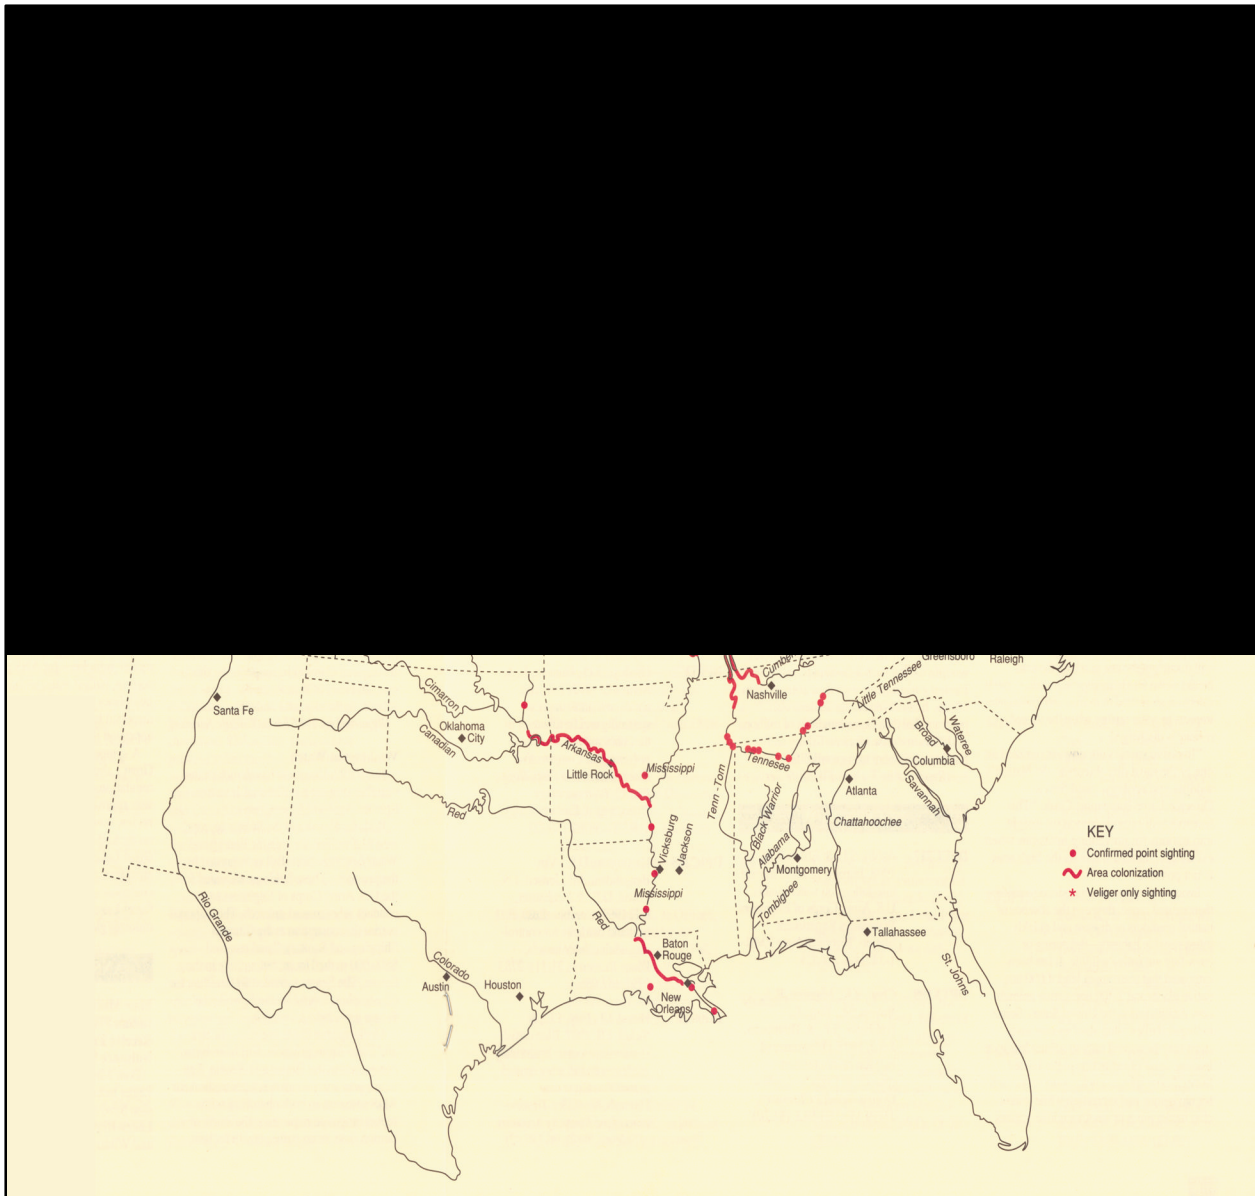 Greensboro
Raleigh
Cumber
Nashville
Little Tennessee
Cimarron
Santa Fe
Oklahoma
City
Canadian
Arkansas
Little Rock
Mississippi
Tennesee
Tenn-Tom
Broad
Wateree
Columbia
Savannah
Atlanta
Red
Black Warrior
Chattahoochee
Vicksburg
Jackson
Alabama
Montgomery
KEY
Confirmed point sighting
Area colonization
Veliger only sighting
Mississippi
Tombigbee
Rio Grande
Red
Tallahassee
Baton
Rouge
St. Johns
Colorado
Austin
Houston
New
Orleans